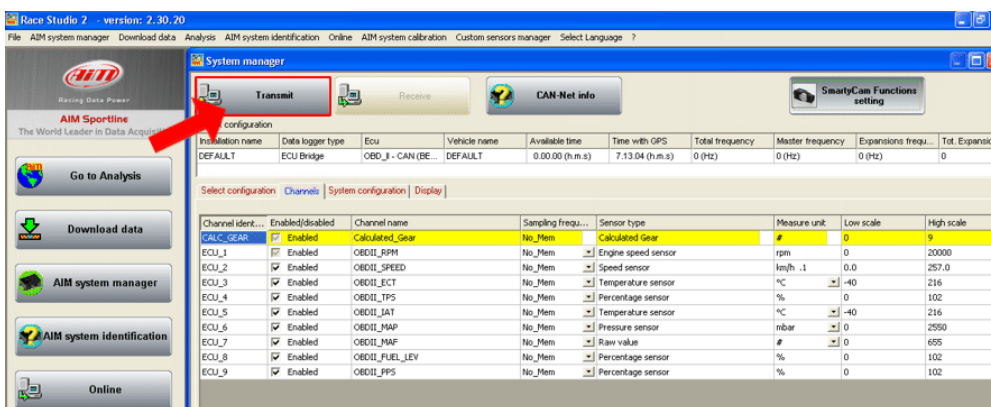 Race Studio 2 - version: 2.30.20
File AIM system manager Download data Analysis AIM system identification Online AIM system calibration Custom sensors manager Select Language ?
AiM
Racing Data Power
AIM Sportline
The World Leader in Data
Go to Analysis
Download data
AIM system manager
AIM system identification
Online
System manager
Transmit
Receive
CAN-Net info
SmartyCam Functions
setting
configuration
Installation name Data logger type Ecu Vehicle name Available time Time with GPS Total frequency Master frequency Expansions frequ... Tot. Expansio
DEFAULT ECU Bridge OBD_II - CAN (BE... DEFAULT 0.00.00 (h.m.s) 7.13.04 (h.m.s) 0 (Hz) 0 (Hz) 0 (Hz) 0
Select configuration Channels System configuration Display
Channel ident... Enabled/disabled Channel name Sampling frequ... Sensor type Measure unit Low scale High scale
CALC_GEAR Enabled Calculated_Gear No_Mem Calculated Gear # 0 9
ECU_1 Enabled OBDII_RPM No_Mem Engine speed sensor rpm 0 20000
ECU_2 Enabled OBDII_SPEED No_Mem Speed sensor km/h .1 0.0 257.0
ECU_3 Enabled OBDII_ECT No_Mem Temperature sensor °C -40 216
ECU_4 Enabled OBDII_TPS No_Mem Percentage sensor % 0 102
ECU_5 Enabled OBDII_IAT No_Mem Temperature sensor °C -40 216
ECU_6 Enabled OBDII_MAP No_Mem Pressure sensor mbar 0 2550
ECU_7 Enabled OBDII_MAF No_Mem Raw value # 0 655
ECU_8 Enabled OBDII_FUEL_LEV No_Mem Percentage sensor % 0 102
ECU_9 Enabled OBDII_PPS No_Mem Percentage sensor % 0 102